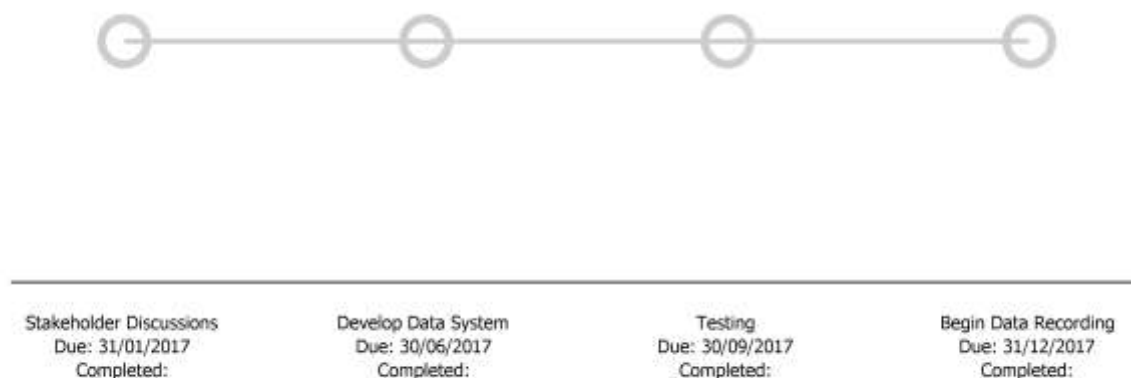 Stakeholder Discussions
Due: 31/01/2017
Completed:
Develop Data System
Due: 30/06/2017
Completed:
Testing
Due: 30/09/2017
Completed:
Begin Data Recording
Due: 31/12/2017
Completed: